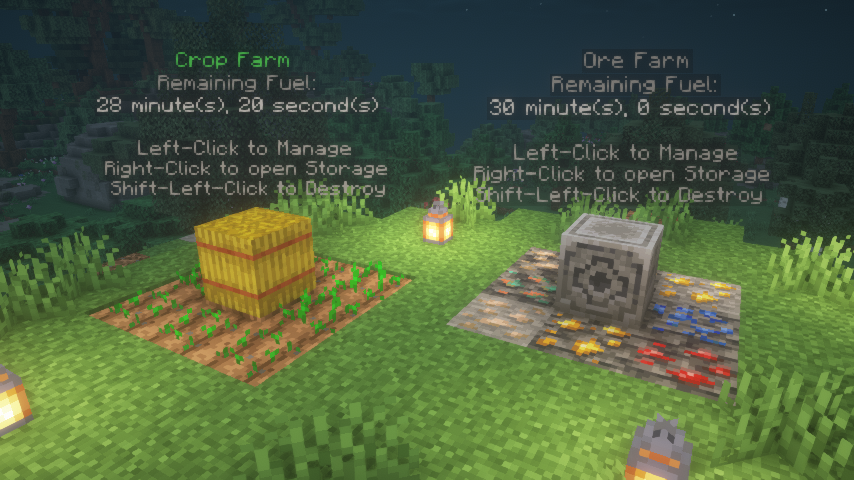 Crop Farm
Remaining Fuel:
28 minute(s), 20 second(s)
Left-Click to Manage
Right-Click to open Storage
Shift-Left-Click to Destroy
Ore Farm
Remaining Fuel:
30 minute(s), 0 second(s)
Left-Click to Manage
Right-Click to open Storage
Shift-Left-Click to Destroy